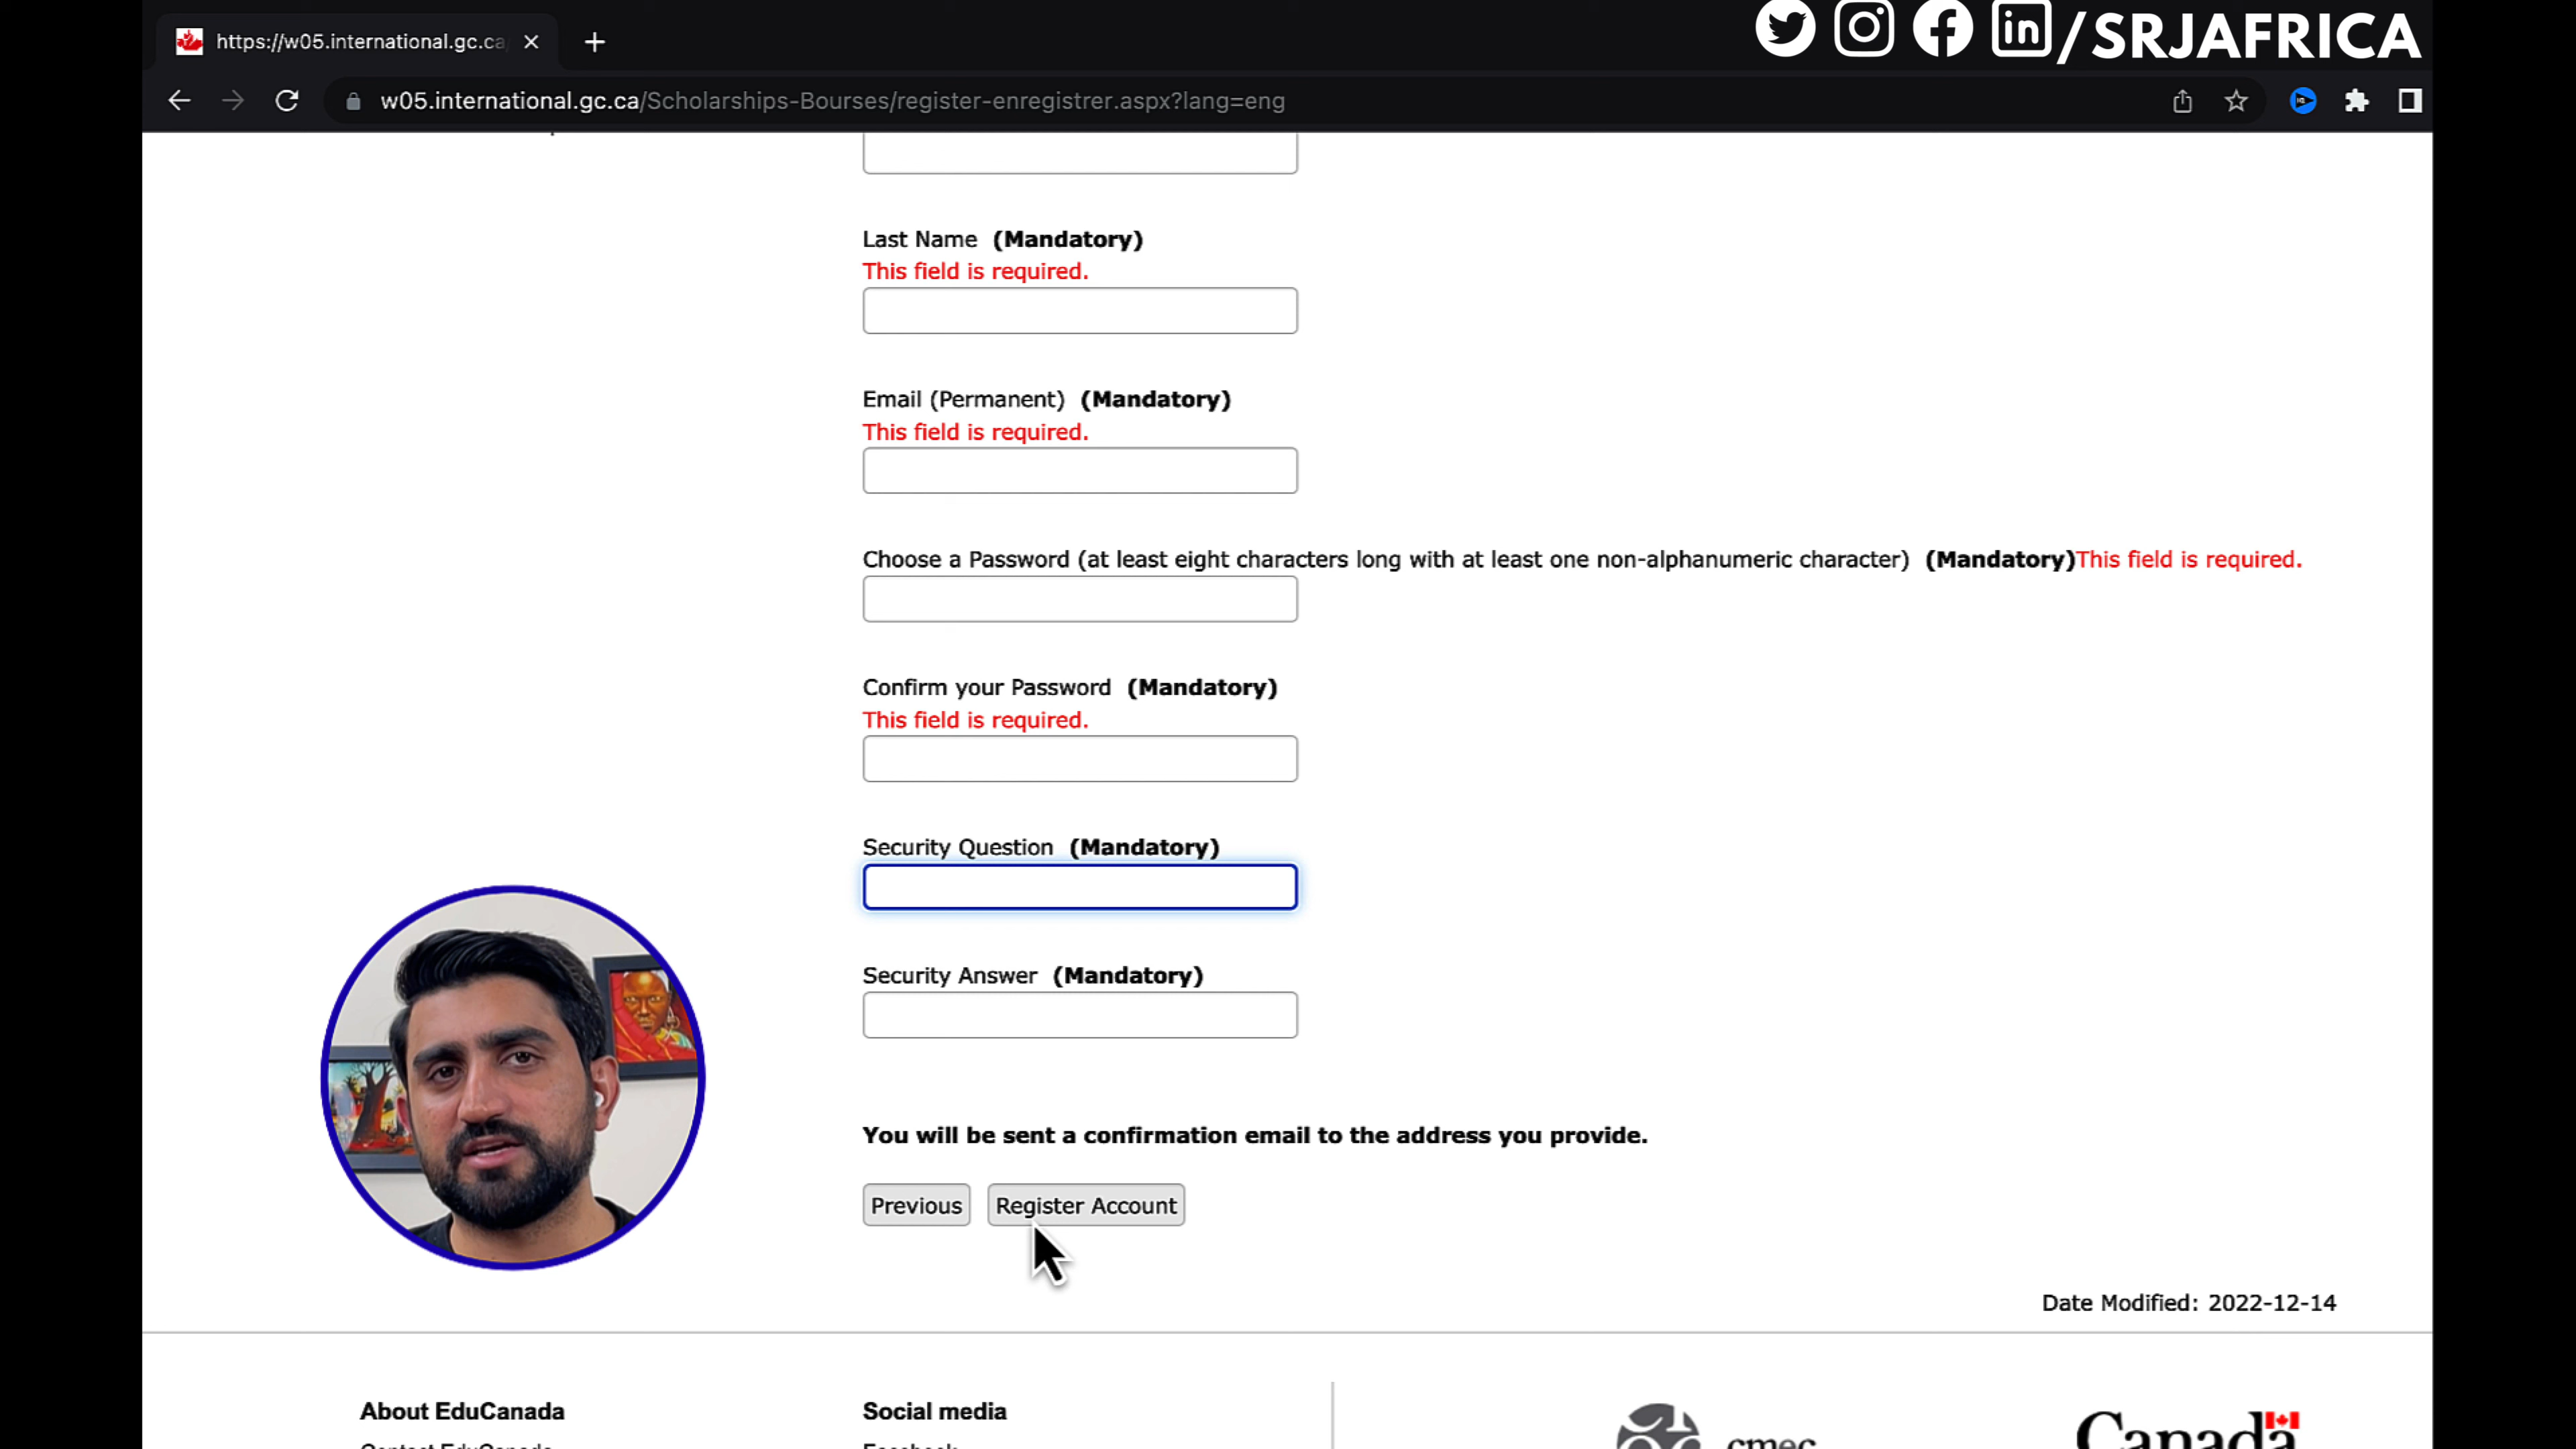 https://w05.international.gc.ca
/SRJAFRICA
w05.international.gc.ca/Scholarships-Bourses/register-enregistrer.aspx?lang=eng
Last Name (Mandatory)
This field is required.
Email (Permanent) (Mandatory)
This field is required.
Choose a Password (at least eight characters long with at least one non-alphanumeric character) (Mandatory)This field is required.
Confirm your Password (Mandatory)
This field is required.
Security Question (Mandatory)
Security Answer (Mandatory)
You will be sent a confirmation email to the address you provide.
Previous Register Account
Date Modified: 2022-12-14
About EduCanada Social media
Contact EduCanada Facebook
cmec Canada